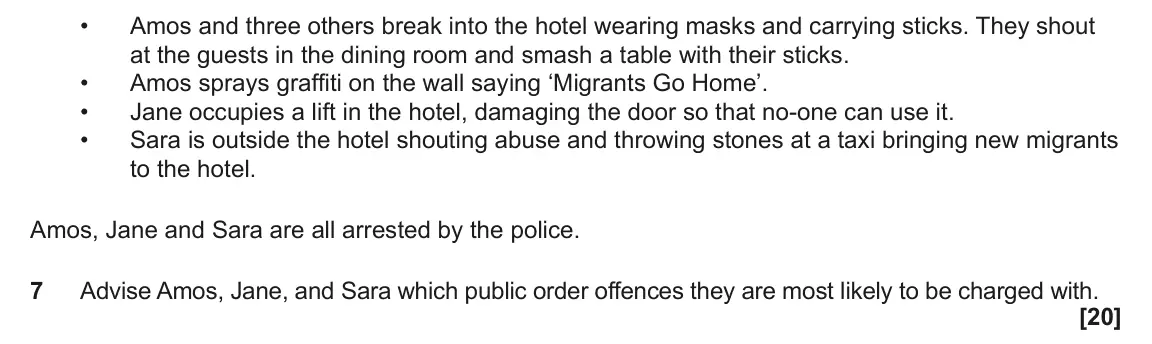 • Amos and three others break into the hotel wearing masks and carrying sticks. They shout
at the guests in the dining room and smash a table with their sticks.
• Amos sprays graffiti on the wall saying ‘Migrants Go Home’.
• Jane occupies a lift in the hotel, damaging the door so that no-one can use it.
• Sara is outside the hotel shouting abuse and throwing stones at a taxi bringing new migrants
to the hotel.
Amos, Jane and Sara are all arrested by the police.
7 Advise Amos, Jane, and Sara which public order offences they are most likely to be charged with.
[20]